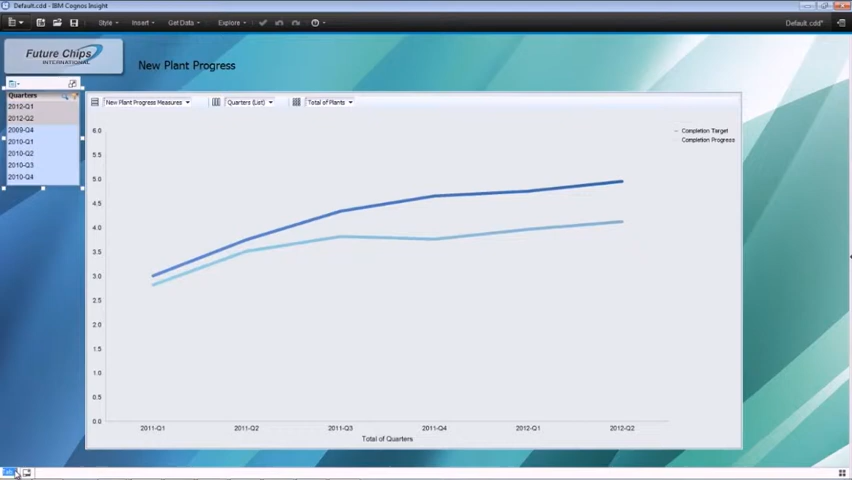 Default.cdd - IBM Cognos Insight
Style Insert Get Data Explore Default.cdd*
Future Chips
INTERNATIONAL
New Plant Progress
Quarters
2012-Q1
2012-Q2
2009-Q4
2010-Q1
2010-Q2
2010-Q3
2010-Q4
New Plant Progress Measures Quarters (List) Total of Plants
Completion Target
Completion Progress
6.0
5.5
5.0
4.5
4.0
3.5
3.0
2.5
2.0
1.5
1.0
0.5
0.0
2011-Q1 2011-Q2 2011-Q3 2011-Q4 2012-Q1 2012-Q2
Total of Quarters